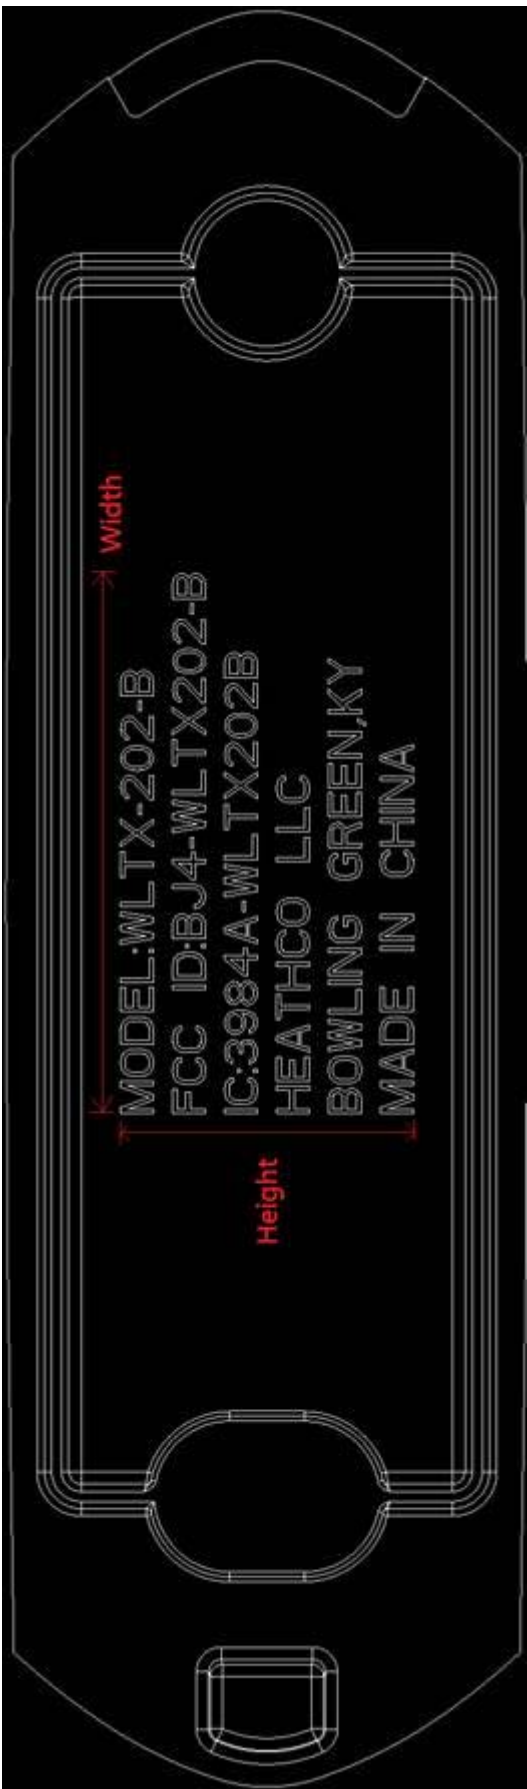 Width
MODEL:WLTX-202-B
FCC ID:BJ4-WLTX202-B
IC:3984A-WLTX202B
HEATHCO LLC
BOWLING GREEN,KY
MADE IN CHINA
Height